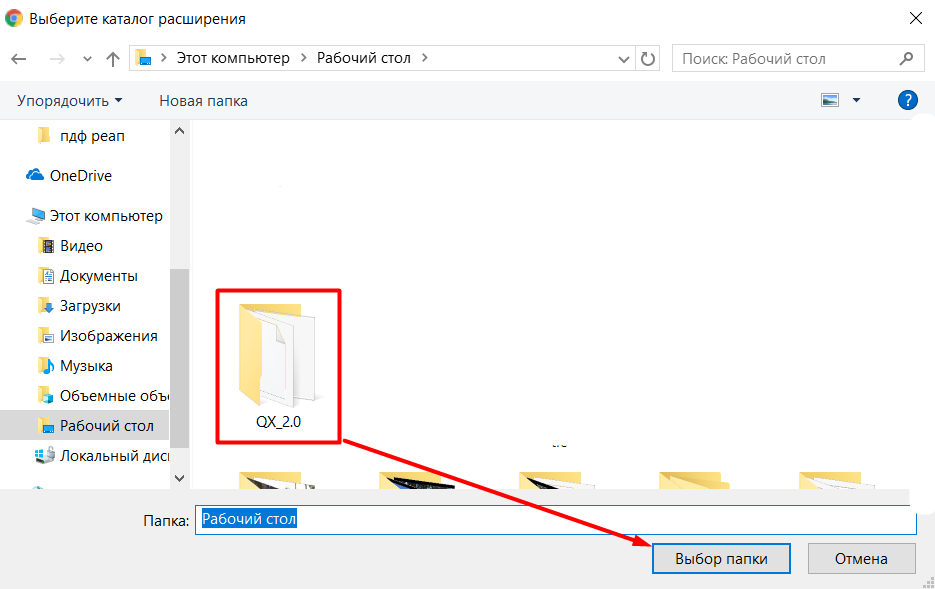 Выберите каталог расширения
Этот компьютер > Рабочий стол >
Поиск: Рабочий стол
Упорядочить
Новая папка
?
пдф реап
OneDrive
Этот компьютер
Видео
Документы
Загрузки
Изображения
Музыка
Объемные объе
Рабочий стол
Локальный дис
QX_2.0
Папка: Рабочий стол
Выбор папки
Отмена